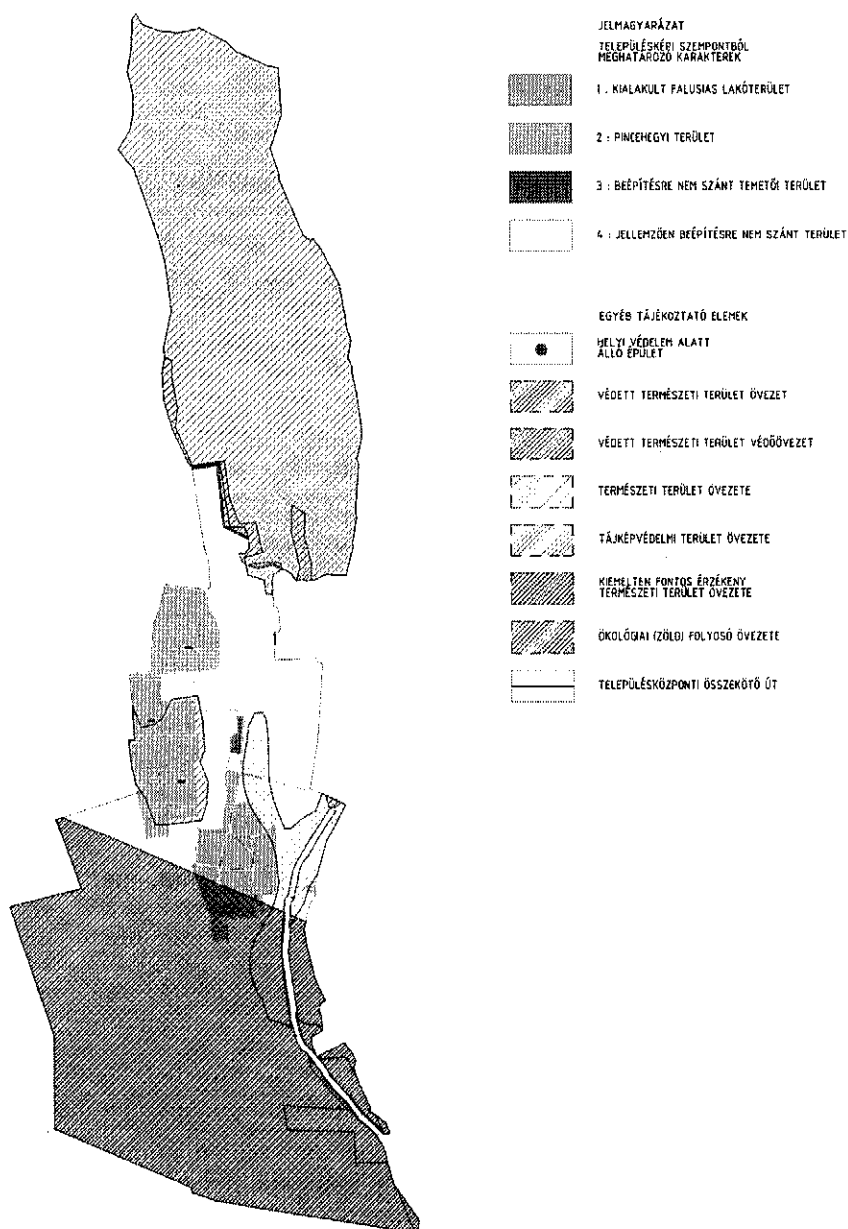 JELMAGYARÁZAT
TELEPÜLÉSKÉPI SZEMPONTBÓL
MEGHATÁROZÓ KARAKTEREK
1 : KIALAKULT FALUSIAS LAKÓTERÜLET
2 : PINCEHEGYI TERÜLET
3 : BEÉPÍTÉSRE NEM SZÁNT TEMETŐI TERÜLET
4 : JELLEMZŐEN BEÉPÍTÉSRE NEM SZÁNT TERÜLET
EGYÉB TÁJÉKOZTATÓ ELEMEK
HELYI VÉDELEM ALATT
ÁLLÓ ÉPÜLET
VÉDETT TERMÉSZETI TERÜLET ÖVEZET
VÉDETT TERMÉSZETI TERÜLET VÉDŐÖVEZET
TERMÉSZETI TERÜLET ÖVEZETE
TÁJKÉPVÉDELMI TERÜLET ÖVEZETE
KIEMELTEN FONTOS ÉRZÉKENY
TERMÉSZETI TERÜLET ÖVEZETE
ÖKOLÓGIAI (ZÖLD) FOLYOSÓ ÖVEZETE
TELEPÜLÉSKÖZPONTI ÖSSZEKÖTŐ ÚT